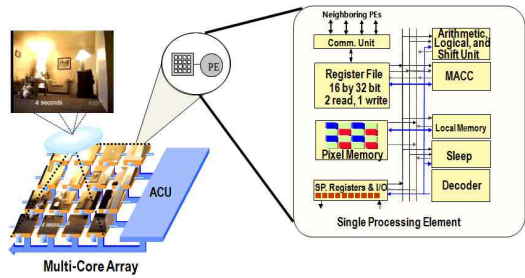 4 seconds
PE
ACU
Multi-Core Array
Neighboring PEs
Comm. Unit
Register File
16 by 32 bit
2 read, 1 write
Pixel Memory
SP. Registers & I/O
Arithmetic,
Logical, and
Shift Unit
MACC
Local Memory
Sleep
Decoder
Single Processing Element